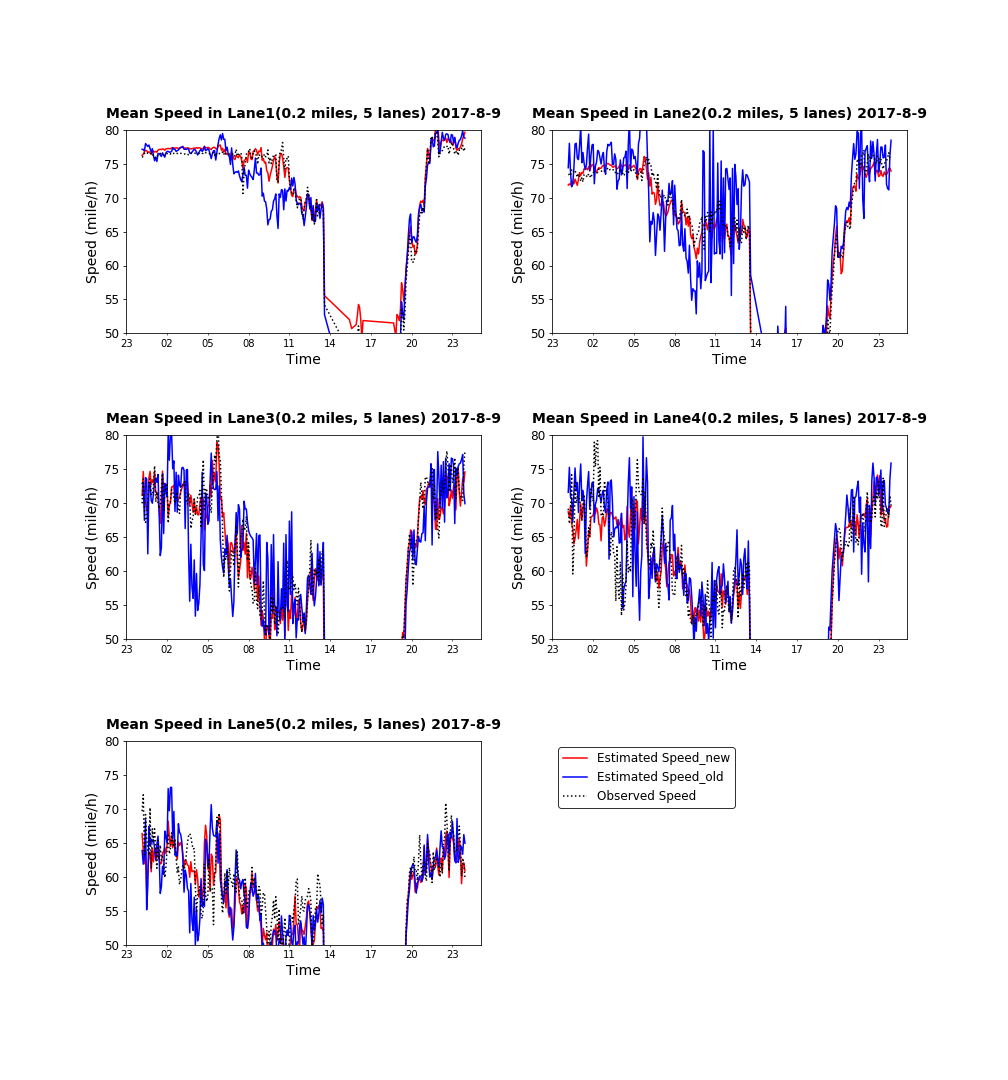 Mean Speed in Lane1(0.2 miles, 5 lanes) 2017-8-9
80
75
70
65
60
55
50
Speed (mile/h)
23 02 05 08 11 14 17 20 23
Time
Mean Speed in Lane2(0.2 miles, 5 lanes) 2017-8-9
80
75
70
65
60
55
50
Speed (mile/h)
23 02 05 08 11 14 17 20 23
Time
Mean Speed in Lane3(0.2 miles, 5 lanes) 2017-8-9
80
75
70
65
60
55
50
Speed (mile/h)
23 02 05 08 11 14 17 20 23
Time
Mean Speed in Lane4(0.2 miles, 5 lanes) 2017-8-9
80
75
70
65
60
55
50
Speed (mile/h)
23 02 05 08 11 14 17 20 23
Time
Mean Speed in Lane5(0.2 miles, 5 lanes) 2017-8-9
80
75
70
65
60
55
50
Speed (mile/h)
23 02 05 08 11 14 17 20 23
Time
Estimated Speed_new
Estimated Speed_old
Observed Speed